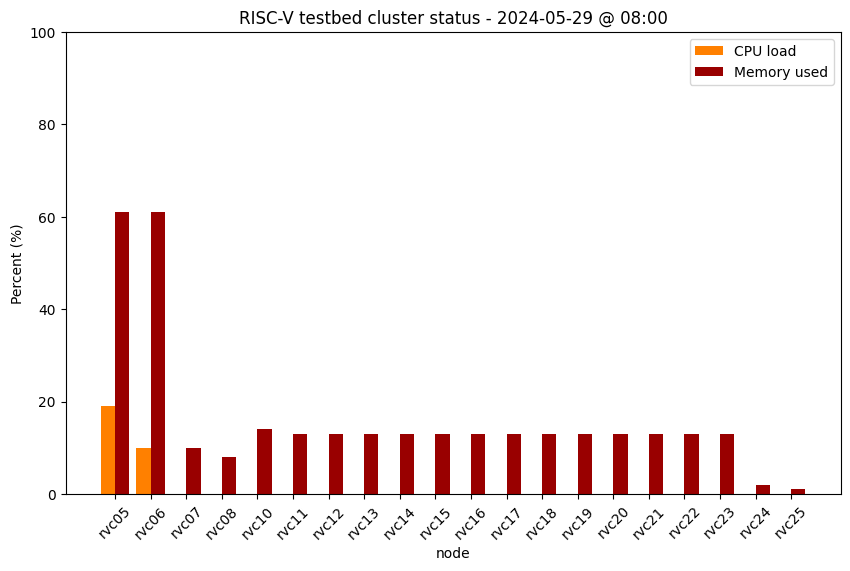 RISC-V testbed cluster status - 2024-05-29 @ 08:00
CPU load
Memory used
Percent (%)
100
80
60
40
20
0
rvc05 rvc06 rvc07 rvc08 rvc10 rvc11 rvc12 rvc13 rvc14 rvc15 rvc16 rvc17 rvc18 rvc19 rvc20 rvc21 rvc22 rvc23 rvc24 rvc25
node